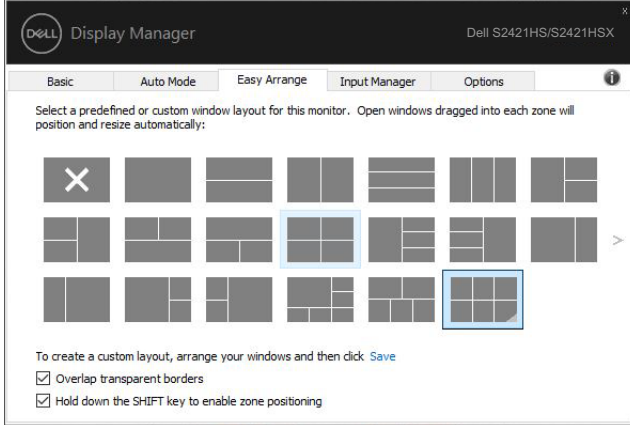 x
DELL Display Manager
Dell S2421HS/S2421HSX
Basic Auto Mode Easy Arrange Input Manager Options
Select a predefined or custom window layout for this monitor. Open windows dragged into each zone will
position and resize automatically:
To create a custom layout, arrange your windows and then click Save
Overlap transparent borders
Hold down the SHIFT key to enable zone positioning